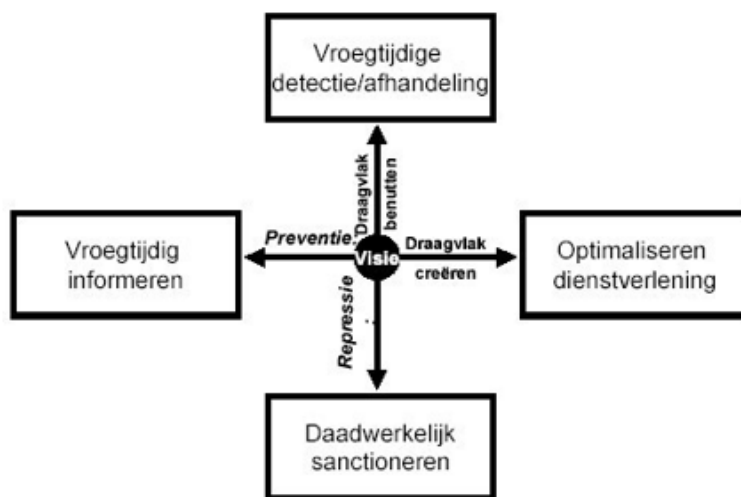 Vroegtijdige
detectie/afhandeling
Draagvlak
benutten
Vroegtijdig
informeren
Preventie
Visie
Draagvlak
creëren
Optimaliseren
dienstverlening
Repressie
Daadwerkelijk
sanctioneren